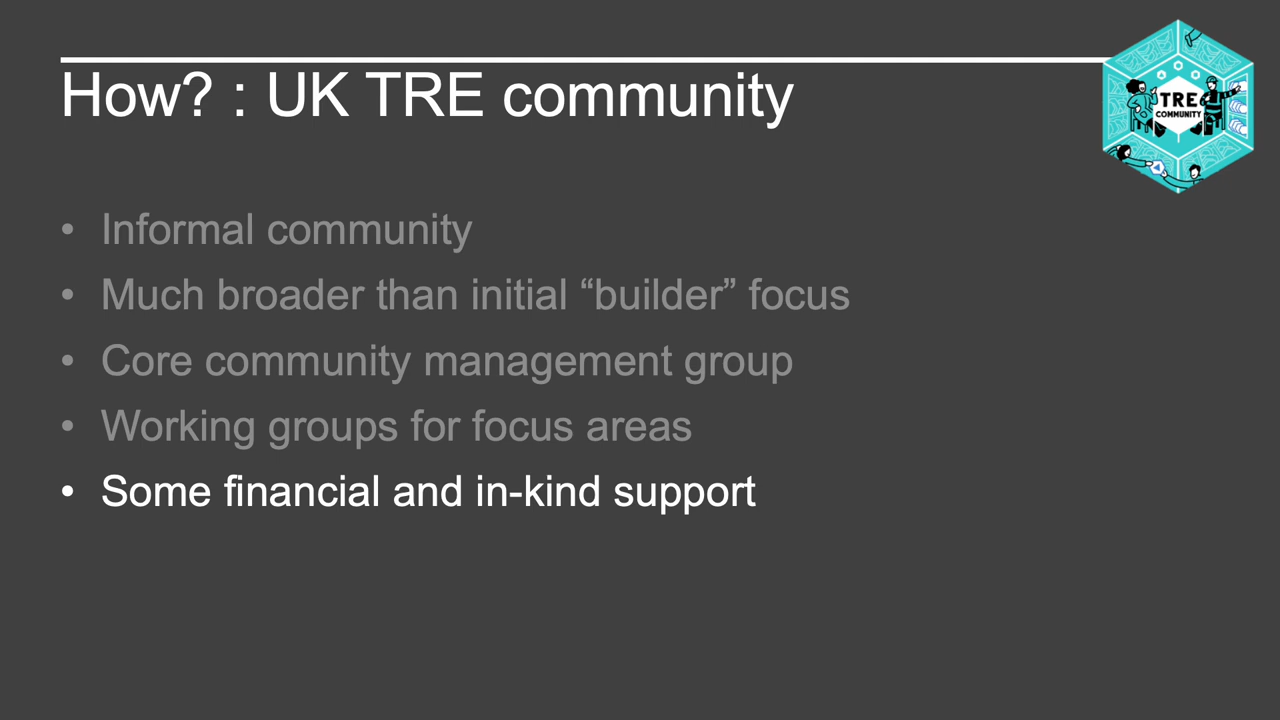 How? : UK TRE community
TRE
COMMUNITY
• Informal community
• Much broader than initial “builder” focus
• Core community management group
• Working groups for focus areas
• Some financial and in-kind support